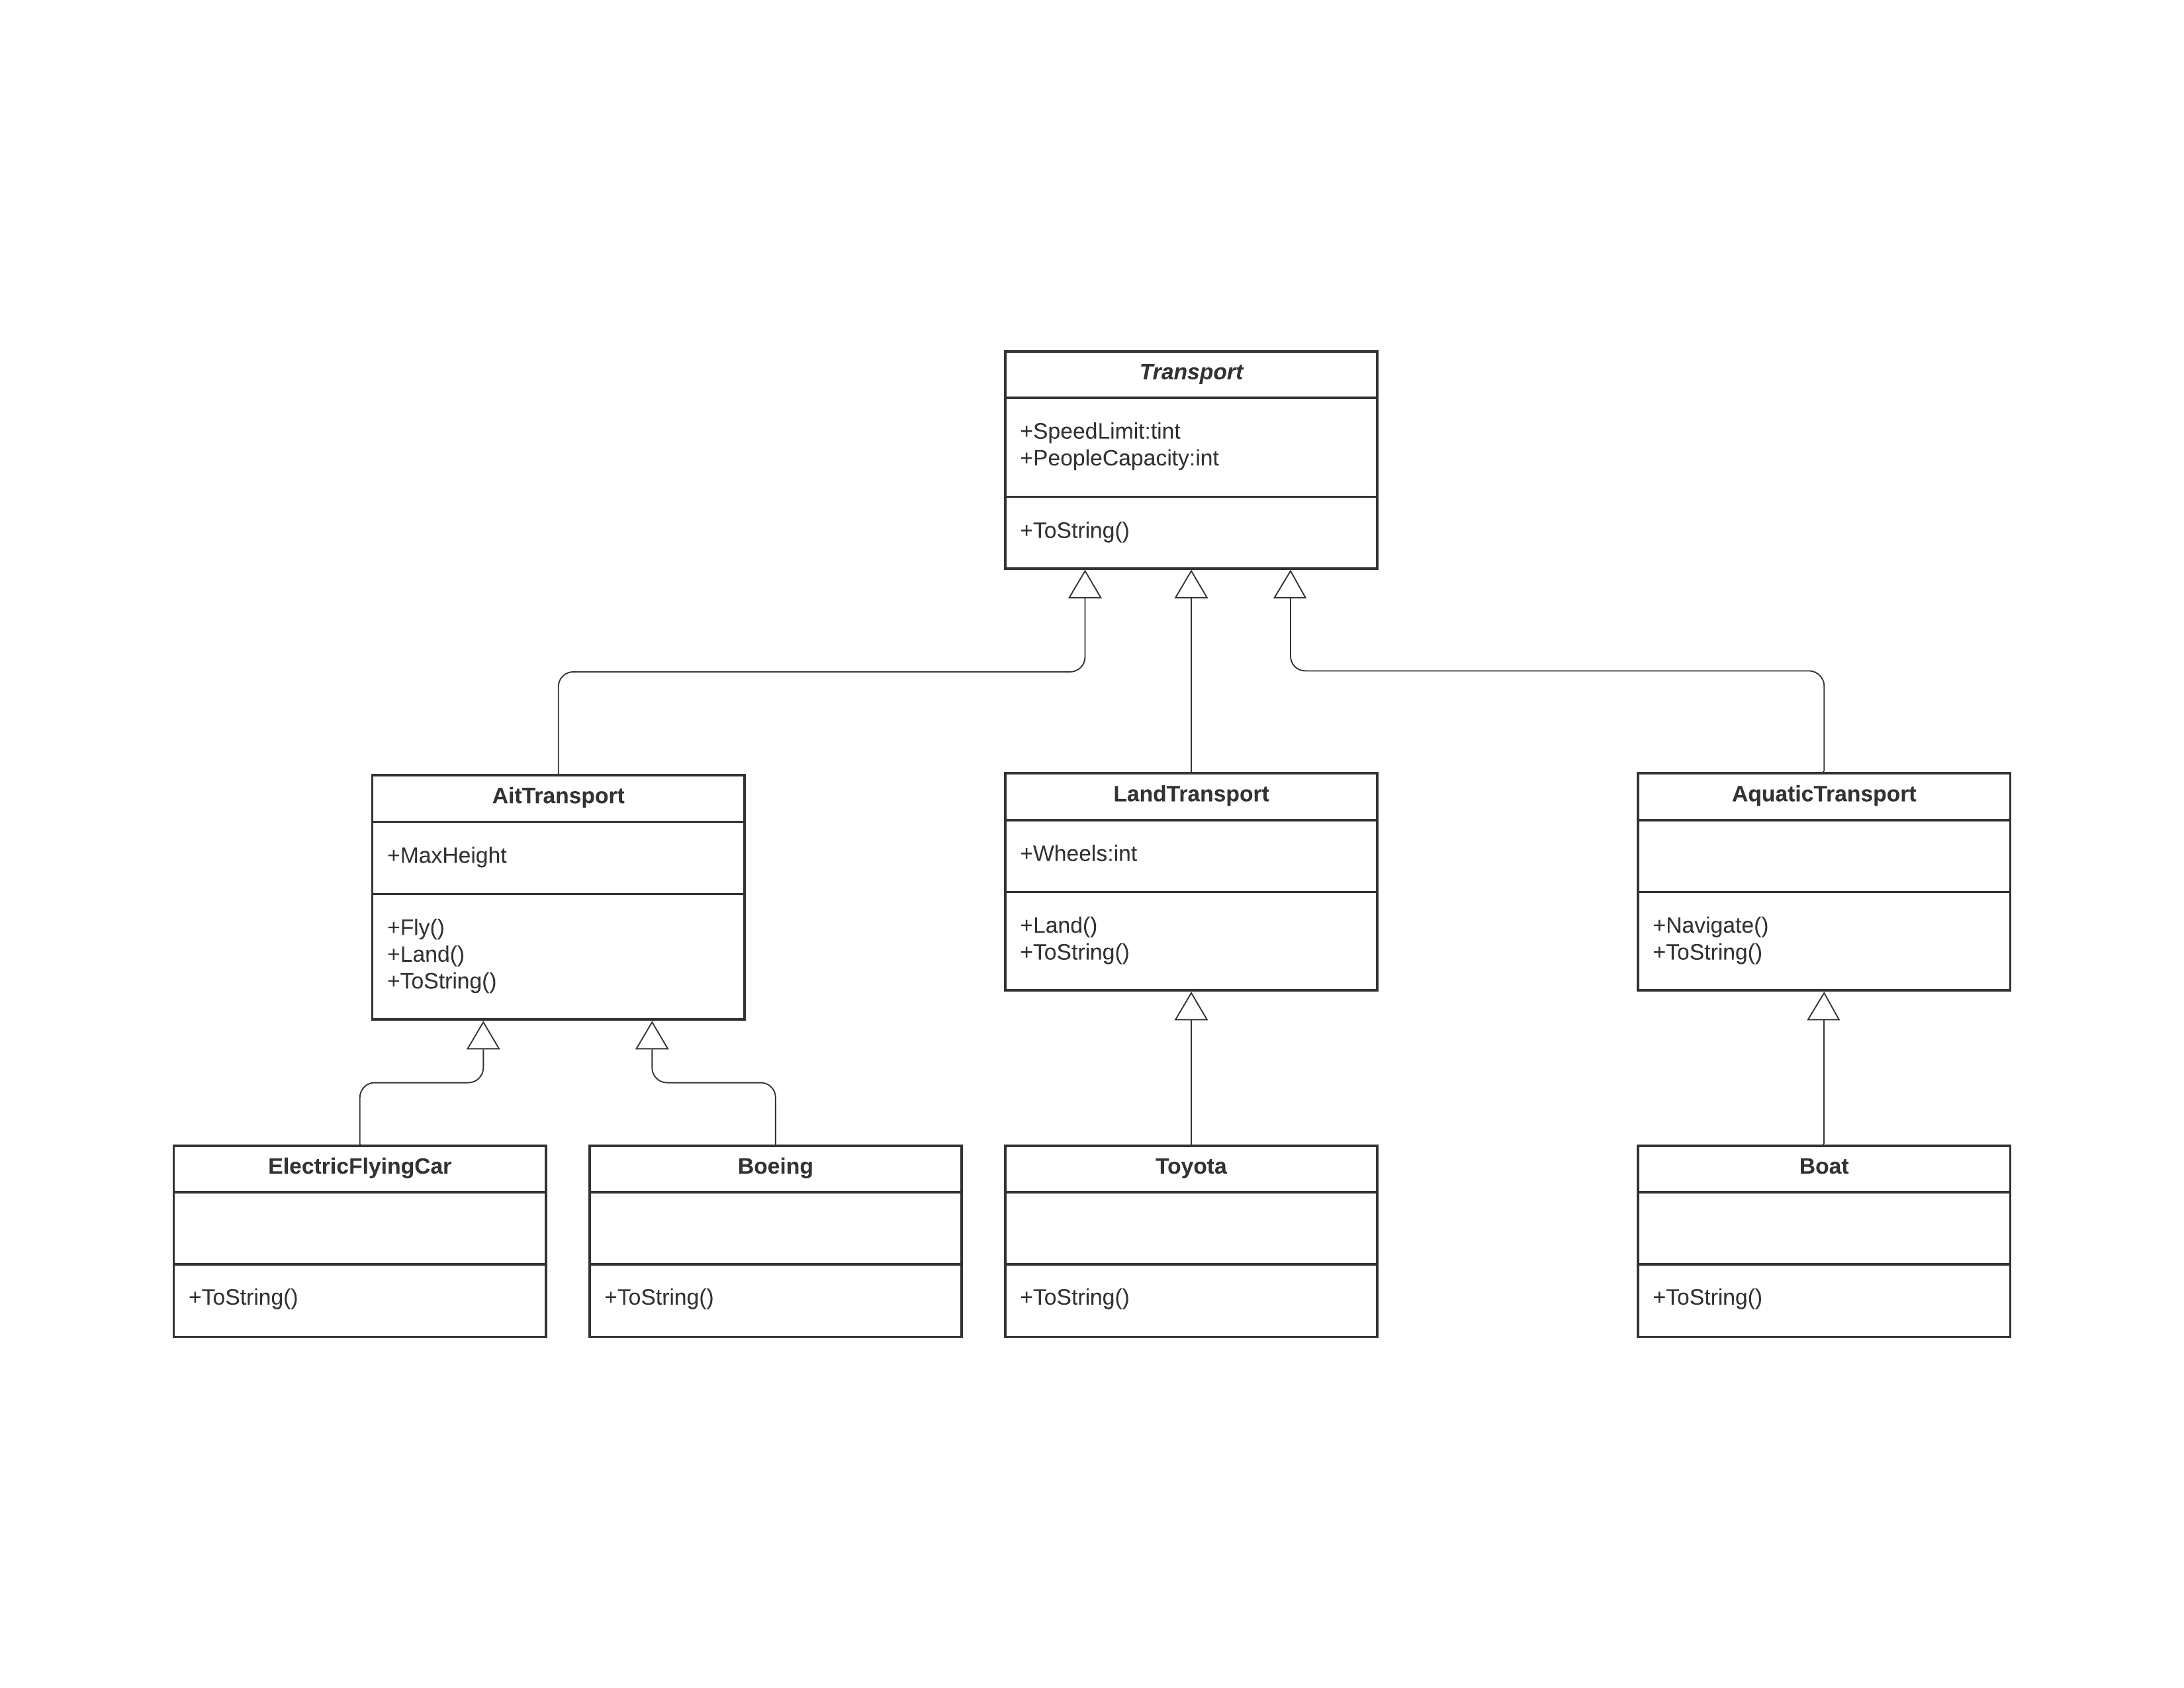 Transport
+SpeedLimit:tint
+PeopleCapacity:int
+ToString()
AitTransport
+MaxHeight
+Fly()
+Land()
+ToString()
LandTransport
+Wheels:int
+Land()
+ToString()
AquaticTransport
+Navigate()
+ToString()
ElectricFlyingCar
+ToString()
Boeing
+ToString()
Toyota
+ToString()
Boat
+ToString()